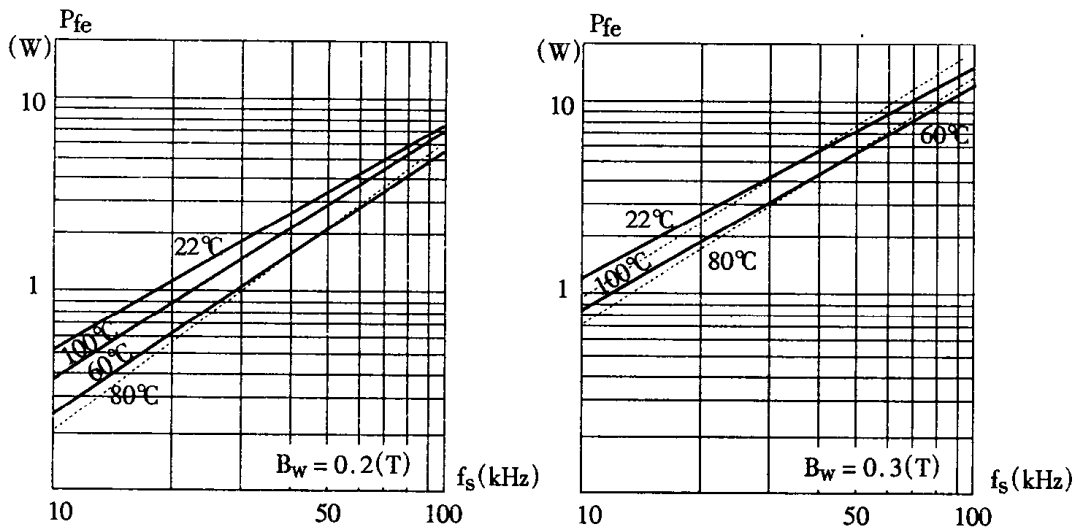 Pfe
(W)
10
1
22℃
100℃
60℃
80℃
Bw = 0.2(T)
fs(kHz)
10
50
100
Pfe
(W)
10
1
60℃
22℃
100℃
80℃
Bw = 0.3(T)
fs(kHz)
10
50
100